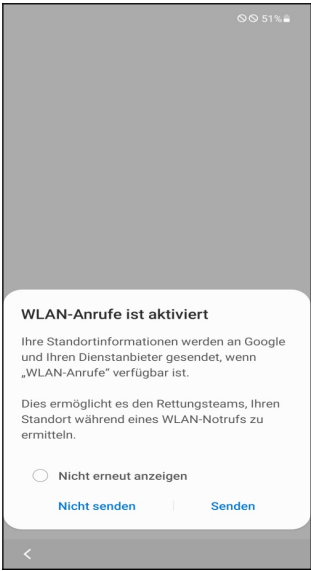 51%
WLAN-Anrufe ist aktiviert
Ihre Standortinformationen werden an Google
und Ihren Dienstanbieter gesendet, wenn
„WLAN-Anrufe“ verfügbar ist.
Dies ermöglicht es den Rettungsteams, Ihren
Standort während eines WLAN-Notrufs zu
ermitteln.
Nicht erneut anzeigen
Nicht senden Senden